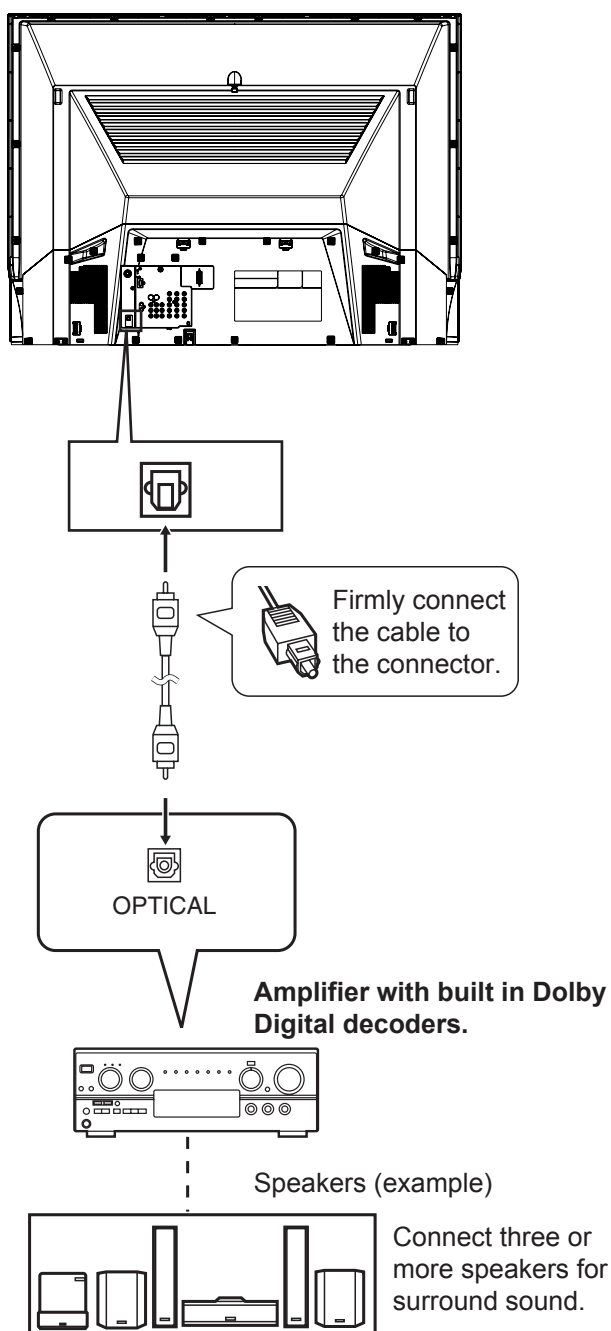 Firmly connect
the cable to
the connector.
OPTICAL
Amplifier with built in Dolby
Digital decoders.
Speakers (example)
Connect three or
more speakers for
surround sound.